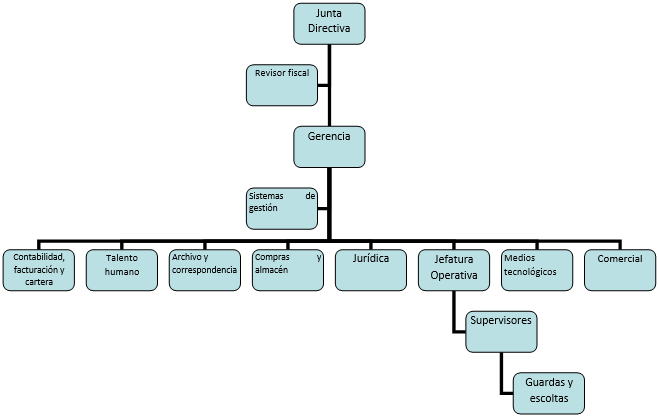 Junta
Directiva
Revisor fiscal
Gerencia
Sistemas de
gestión
Contabilidad,
facturación y
cartera
Talento
humano
Archivo y
correspondencia
Compras y
almacén
Jurídica
Jefatura
Operativa
Medios
tecnológicos
Comercial
Supervisores
Guardas y
escoltas